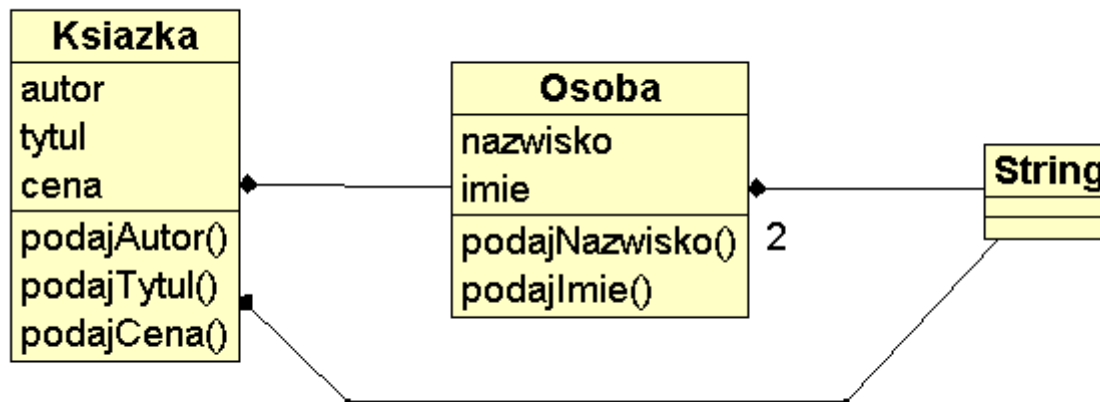 Ksiazka
autor
tytul
cena
podajAutor()
podajTytul()
podajCena()
Osoba
nazwisko
imie
podajNazwisko()
podajImie()
2
String